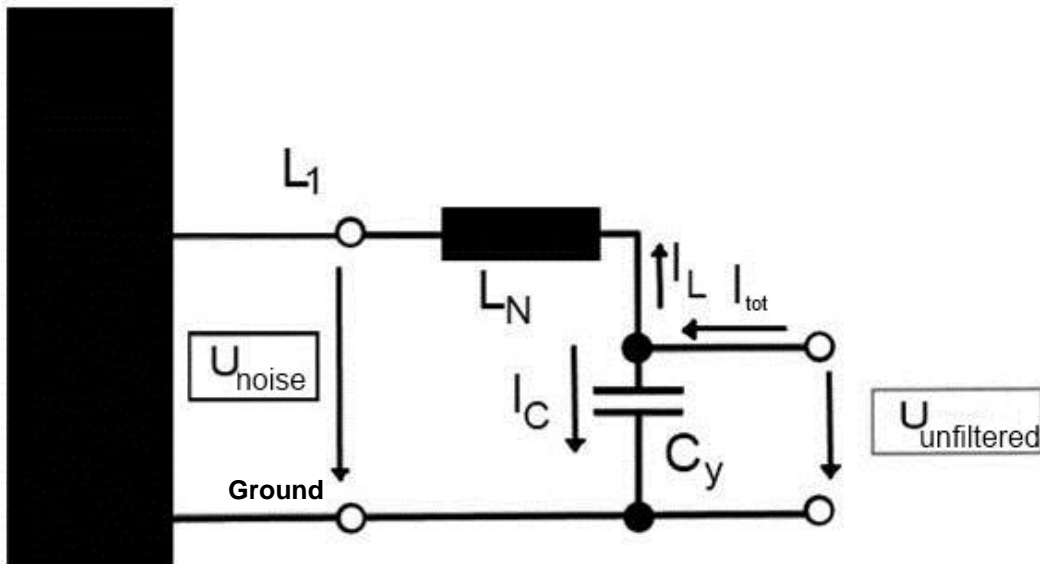 L1
LN
IL
Itot
Unoise
IC
Cy
Uunfiltered
Ground